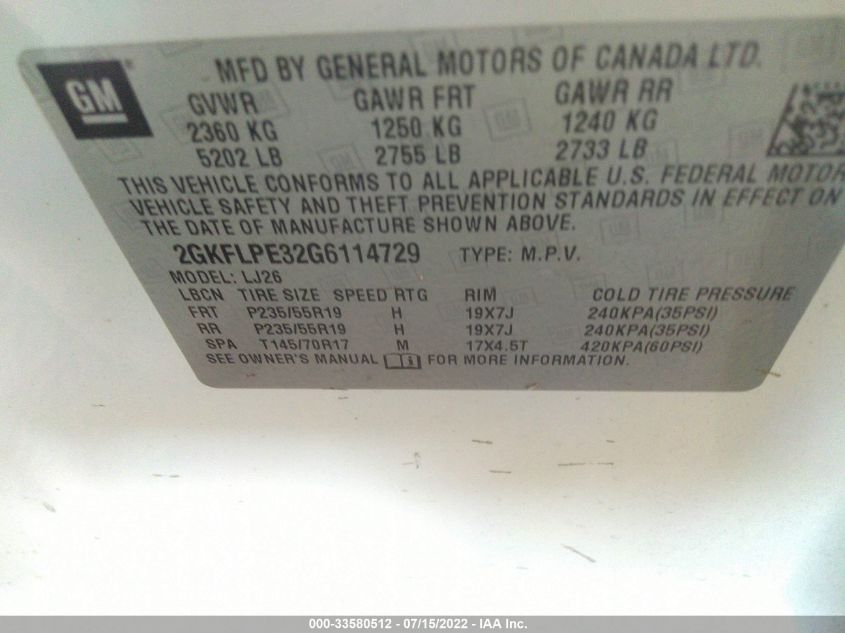 GM ®
MFD BY GENERAL MOTORS OF CANADA LTD.
GVWR GAWR FRT GAWR RR
2360 KG 1250 KG 1240 KG
5202 LB 2755 LB 2733 LB
THIS VEHICLE CONFORMS TO ALL APPLICABLE U.S. FEDERAL MOTOR
VEHICLE SAFETY AND THEFT PREVENTION STANDARDS IN EFFECT ON
THE DATE OF MANUFACTURE SHOWN ABOVE.
2GKFLPE32G6114729 TYPE: M.P.V.
MODEL: LJ26
LBCN TIRE SIZE SPEED RTG RIM COLD TIRE PRESSURE
FRT P235/55R19 H 19X7J 240KPA(35PSI)
RR P235/55R19 H 19X7J 240KPA(35PSI)
SPA T145/70R17 M 17X4.5T 420KPA(60PSI)
SEE OWNER'S MANUAL FOR MORE INFORMATION.
000-33580512 - 07/15/2022 - IAA Inc.